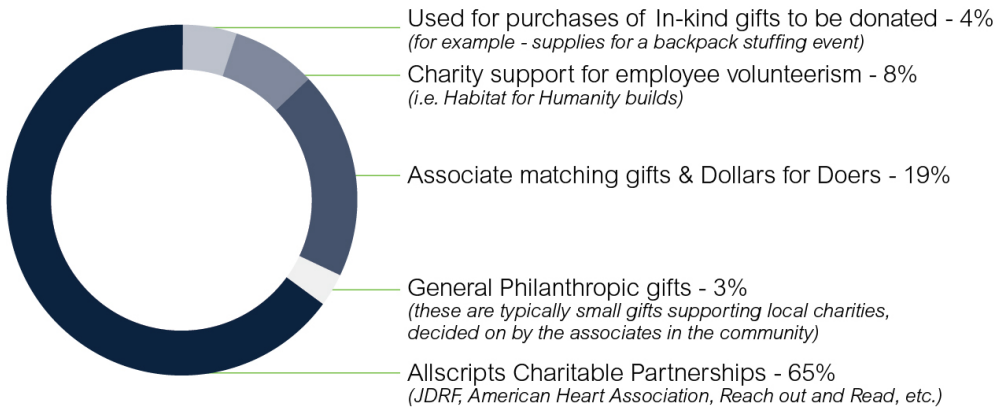 Used for purchases of In-kind gifts to be donated - 4%
(for example - supplies for a backpack stuffing event)
Charity support for employee volunteerism - 8%
(i.e. Habitat for Humanity builds)
Associate matching gifts & Dollars for Doers - 19%
General Philanthropic gifts - 3%
(these are typically small gifts supporting local charities,
decided on by the associates in the community)
Allscripts Charitable Partnerships - 65%
(JDRF, American Heart Association, Reach out and Read, etc.)